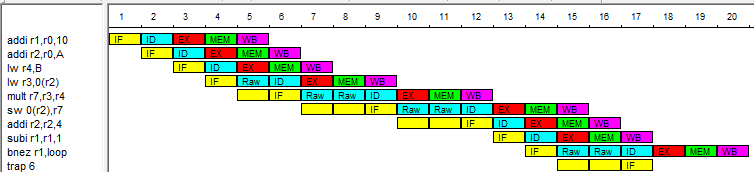 1 2 3 4 5 6 7 8 9 10 11 12 13 14 15 16 17 18 19 20
addi r1,r0,10 IF ID EX MEM WB
addi r2,r0,A IF ID EX MEM WB
lw r4,B IF ID EX MEM WB
lw r3,0(r2) IF Raw ID EX MEM WB
mult r7,r3,r4 IF Raw Raw ID EX MEM WB
sw 0(r2),r7 IF Raw Raw ID EX MEM WB
addi r2,r2,4 IF ID EX MEM WB
subi r1,r1,1 IF ID EX MEM WB
bnez r1,loop IF Raw Raw ID EX MEM WB
trap 6 IF